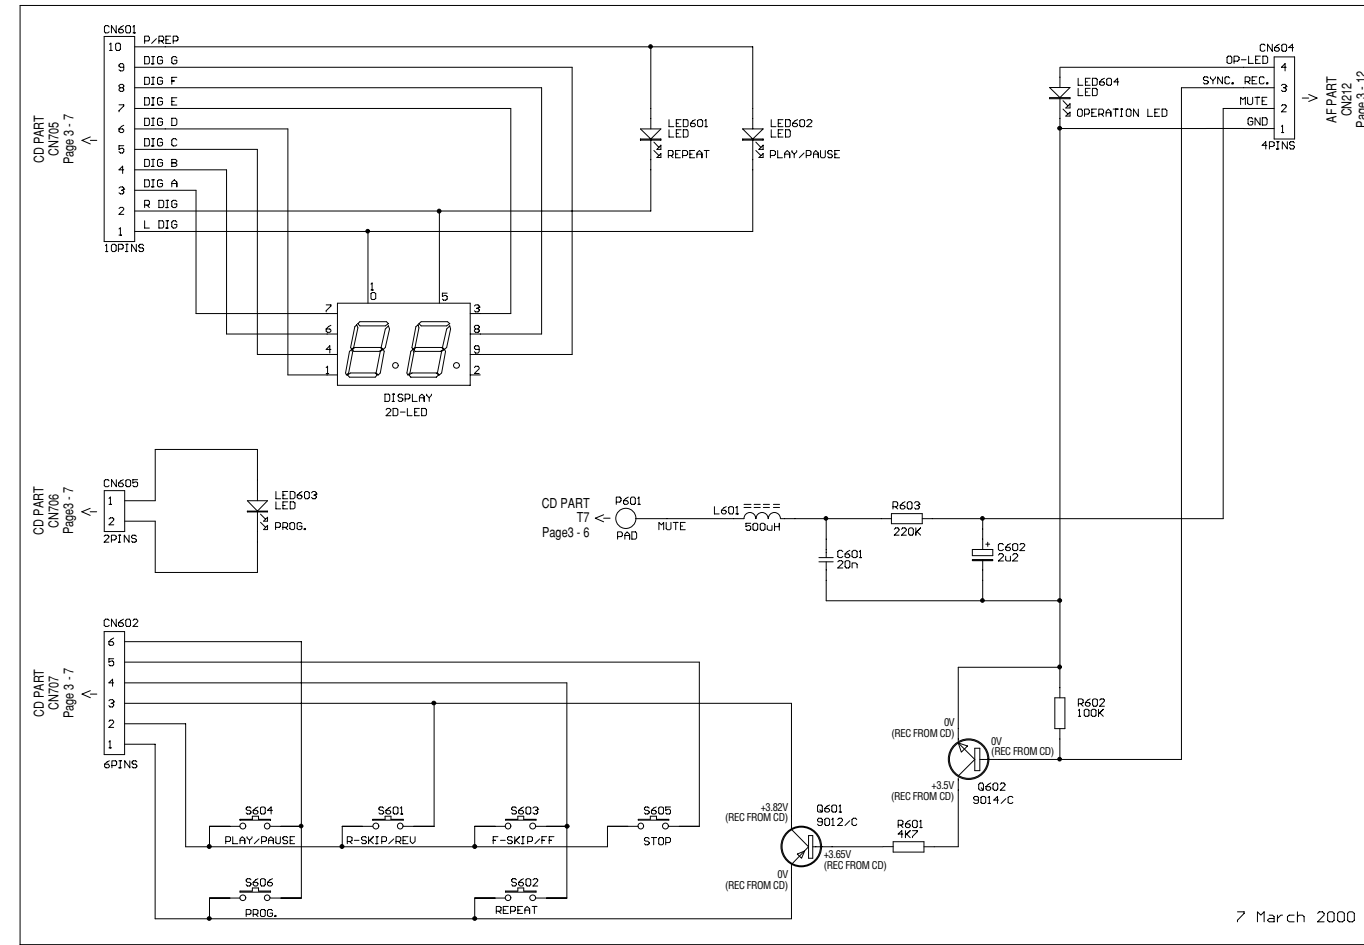 CN601
10 P/REP
9 DIG G
8 DIG F
7 DIG E
6 DIG D
5 DIG C
4 DIG B
3 DIG A
2 R DIG
1 L DIG
10PINS
CD PART
CN705
Page 3 - 7
<-
LED601
LED
REPEAT
LED602
LED
PLAY/PAUSE
LED604
LED
OPERATION LED
CN604
OP-LED 4
SYNC. REC. 3
MUTE 2
GND 1
4PINS
->
AF PART
CN212
Page 3 - 12
1
0
5
7
6
4
1
3
8
9
2
DISPLAY
2D-LED
CD PART
CN706
Page3 - 7
<-
CN605
1
2
2PINS
LED603
LED
PROG.
CD PART
T7
Page3 - 6
<-
P601
PAD
MUTE
L601
500uH
C601
20n
R603
220K
+
C602
2u2
CD PART
CN707
Page 3 - 7
<-
CN602
6
5
4
3
2
1
6PINS
S604
PLAY/PAUSE
S601
R-SKIP/REV
S603
F-SKIP/FF
S605
STOP
S606
PROG.
S602
REPEAT
+3.82V
(REC FROM CD)
Q601
9012/C
+3.65V
(REC FROM CD)
0V
(REC FROM CD)
R601
4K7
0V
(REC FROM CD)
0V
(REC FROM CD)
+3.5V
(REC FROM CD)
Q602
9014/C
R602
100K
7 March 2000